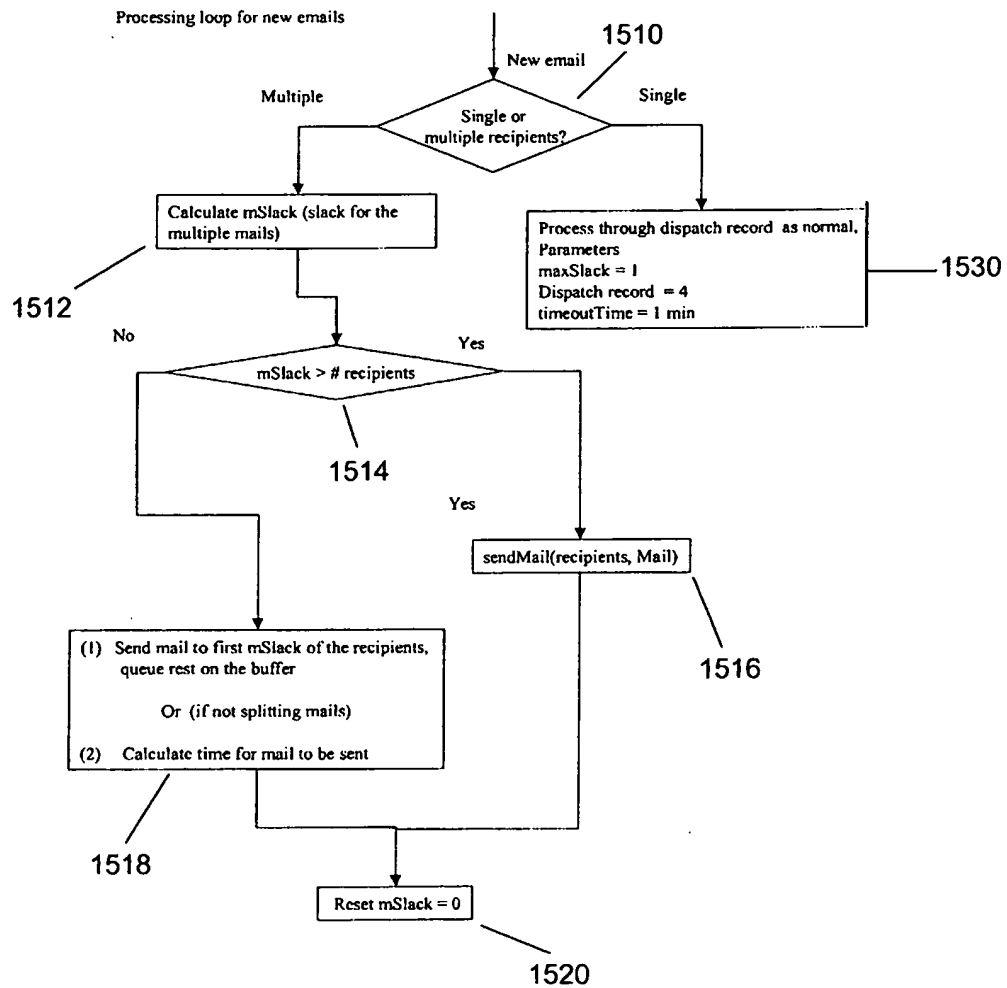 Processing loop for new emails
1510
New email
Multiple
Single
Single or
multiple recipients?
Calculate mSlack (slack for the
multiple mails)
Process through dispatch record as normal,
Parameters
maxSlack = 1
Dispatch record = 4
timeoutTime = 1 min
1530
1512
No
Yes
mSlack > # recipients
1514
Yes
sendMail(recipients, Mail)
(1) Send mail to first mSlack of the recipients,
queue rest on the buffer
Or (if not splitting mails)
(2) Calculate time for mail to be sent
1516
1518
Reset mSlack = 0
1520